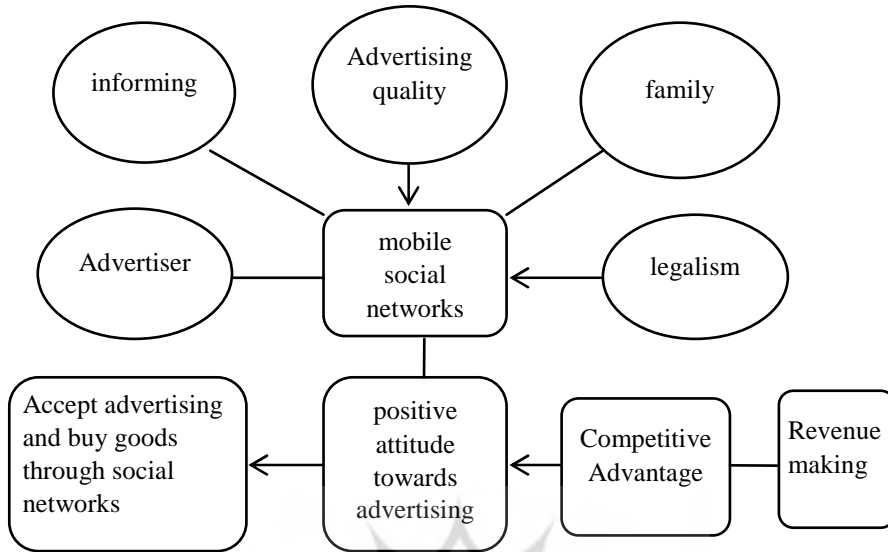 informing
Advertising
quality
family
Advertiser
mobile
social
networks
legalism
Accept advertising
and buy goods
through social
networks
positive
attitude
towards
advertising
Competitive
Advantage
Revenue
making